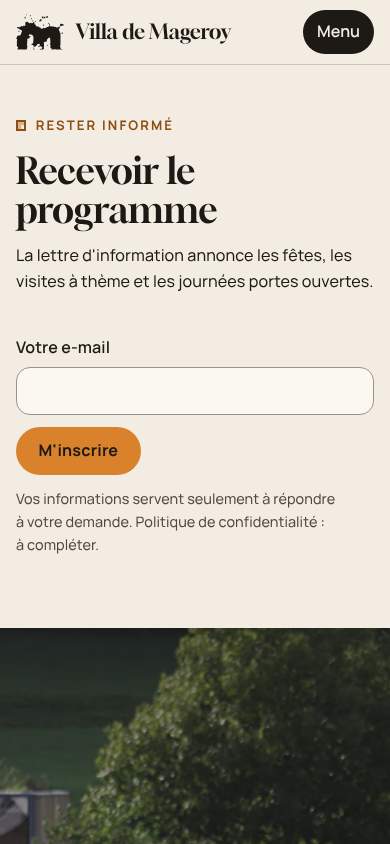 Villa de Mageroy
Menu
RESTER INFORMÉ
Recevoir le
programme
La lettre d'information annonce les fêtes, les
visites à thème et les journées portes ouvertes.
Votre e-mail
M'inscrire
Vos informations servent seulement à répondre
à votre demande. Politique de confidentialité :
à compléter.